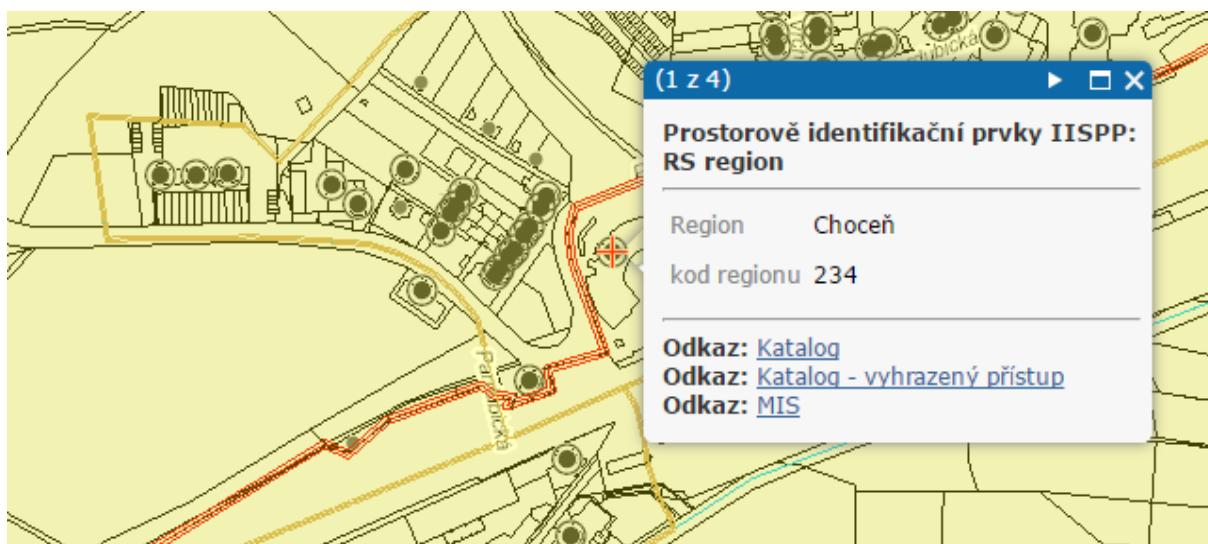 (1 z 4)
Prostorově identifikační prvky IISPP:
RS region
Region Choceň
kod regionu 234
Odkaz: Katalog
Odkaz: Katalog - vyhrazený přístup
Odkaz: MIS